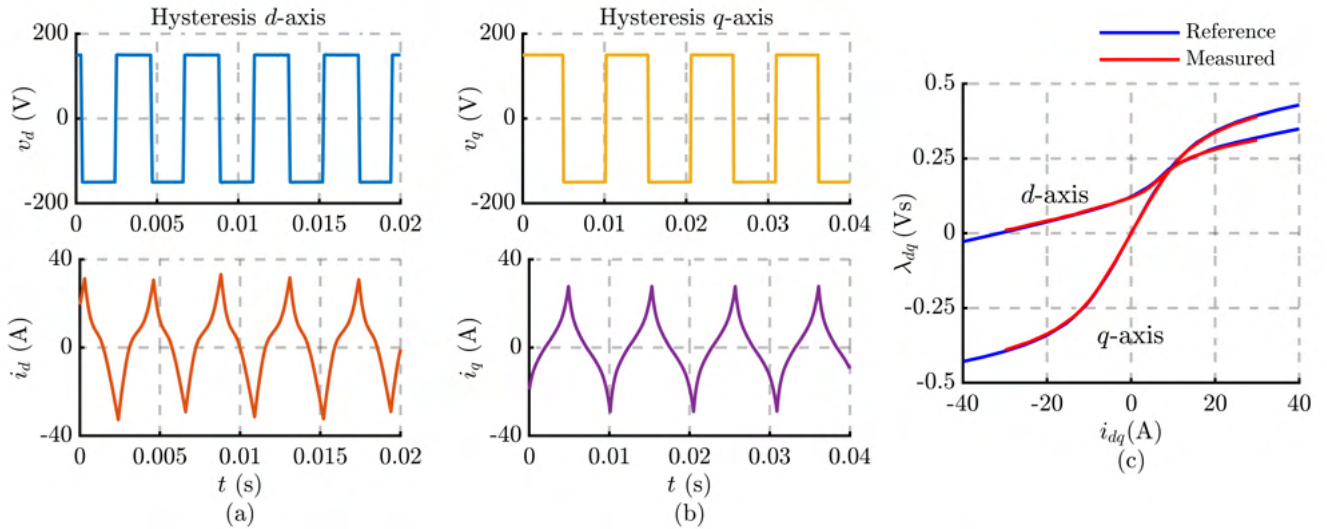 Hysteresis d-axis
200
0
-200
v_d (V)
0 0.005 0.01 0.015 0.02
40
0
-40
i_d (A)
0 0.005 0.01 0.015 0.02
t (s)
(a)
Hysteresis q-axis
200
0
-200
v_q (V)
0 0.01 0.02 0.03 0.04
40
0
-40
i_q (A)
0 0.01 0.02 0.03 0.04
t (s)
(b)
Reference
Measured
0.5
0.25
0
-0.25
-0.5
λ_dq (Vs)
d-axis
q-axis
-40 -20 0 20 40
i_dq(A)
(c)